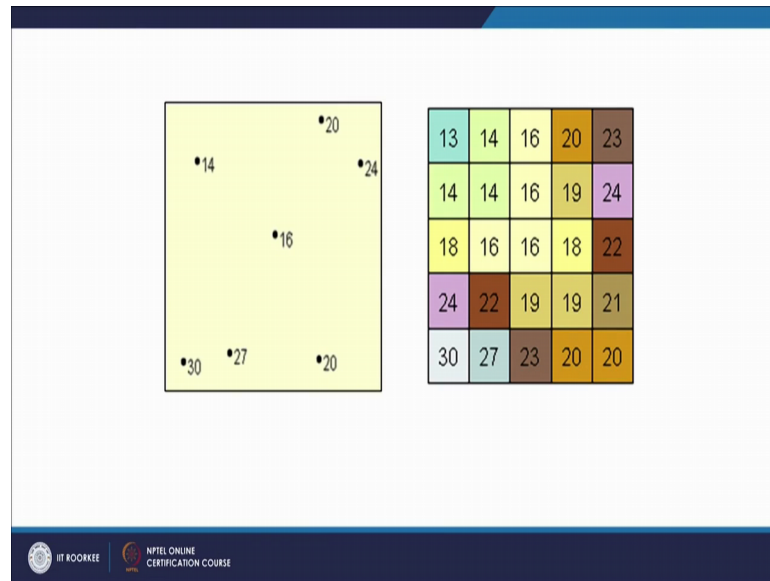 20
14
24
16
27
30
20
13 14 16 20 23
14 14 16 19 24
18 16 16 18 22
24 22 19 19 21
30 27 23 20 20
IIT ROORKEE
NPTEL ONLINE
CERTIFICATION COURSE